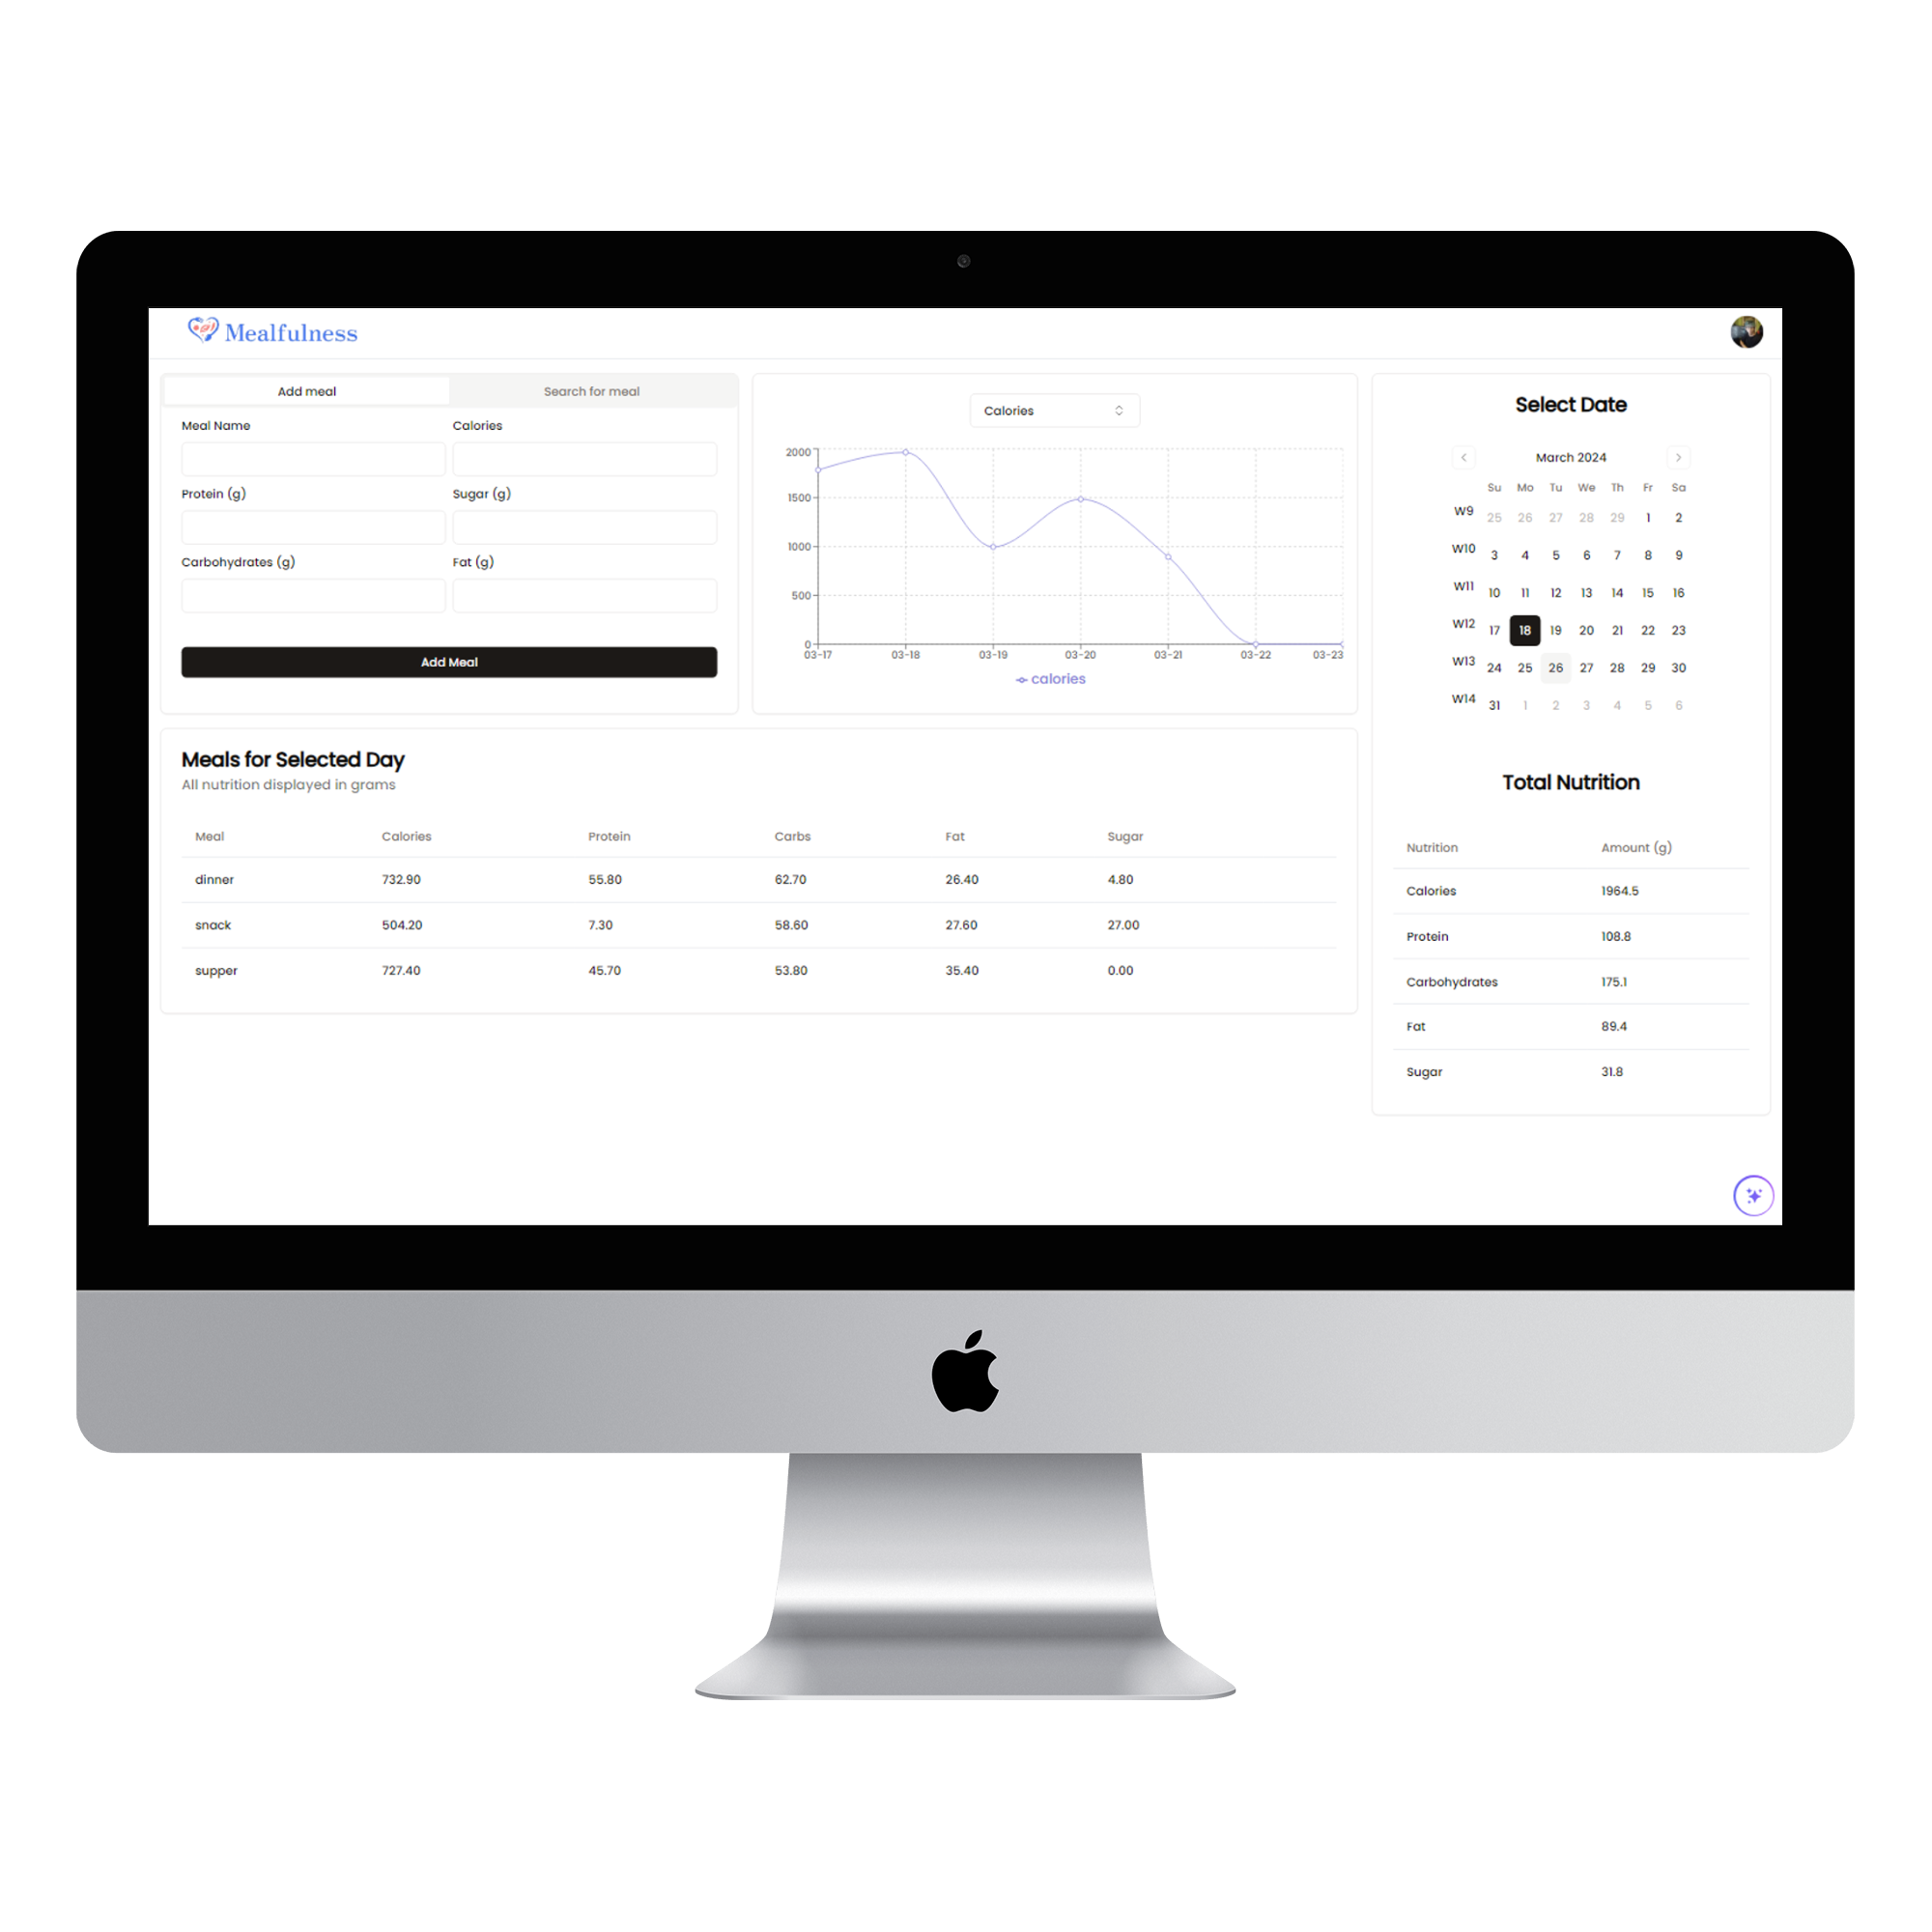 Mealfulness
Add meal Search for meal
Meal Name Calories
Protein (g) Sugar (g)
Carbohydrates (g) Fat (g)
Add Meal
Calories
2000
1500
1000
500
0
03-17 03-18 03-19 03-20 03-21 03-22 03-23
calories
Select Date
March 2024
Su Mo Tu We Th Fr Sa
W9 25 26 27 28 29 1 2
W10 3 4 5 6 7 8 9
W11 10 11 12 13 14 15 16
W12 17 18 19 20 21 22 23
W13 24 25 26 27 28 29 30
W14 31 1 2 3 4 5 6
Meals for Selected Day
All nutrition displayed in grams
Meal Calories Protein Carbs Fat Sugar
dinner 732.90 55.80 62.70 26.40 4.80
snack 504.20 7.30 58.60 27.60 27.00
supper 727.40 45.70 53.80 35.40 0.00
Total Nutrition
Nutrition Amount (g)
Calories 1964.5
Protein 108.8
Carbohydrates 175.1
Fat 89.4
Sugar 31.8